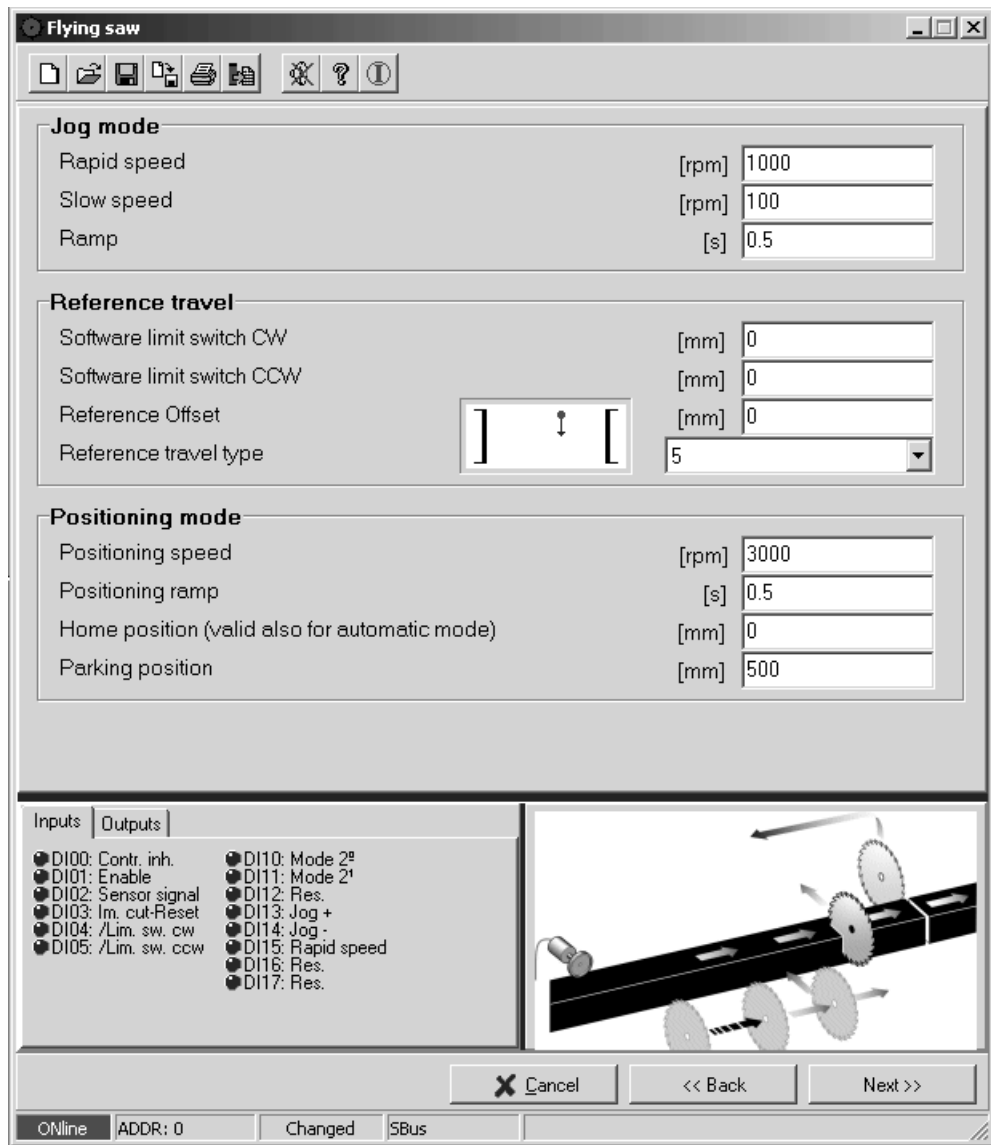 Flying saw
Jog mode
Rapid speed [rpm] 1000
Slow speed [rpm] 100
Ramp [s] 0.5
Reference travel
Software limit switch CW [mm] 0
Software limit switch CCW [mm] 0
Reference Offset [mm] 0
Reference travel type 5
Positioning mode
Positioning speed [rpm] 3000
Positioning ramp [s] 0.5
Home position (valid also for automatic mode) [mm] 0
Parking position [mm] 500
Inputs Outputs
DI00: Contr. inh. DI10: Mode 2º
DI01: Enable DI11: Mode 2¹
DI02: Sensor signal DI12: Res.
DI03: Im. cut-Reset DI13: Jog +
DI04: /Lim. sw. cw DI14: Jog -
DI05: /Lim. sw. ccw DI15: Rapid speed
DI16: Res.
DI17: Res.
Cancel << Back Next >>
ONline ADDR: 0 Changed SBus